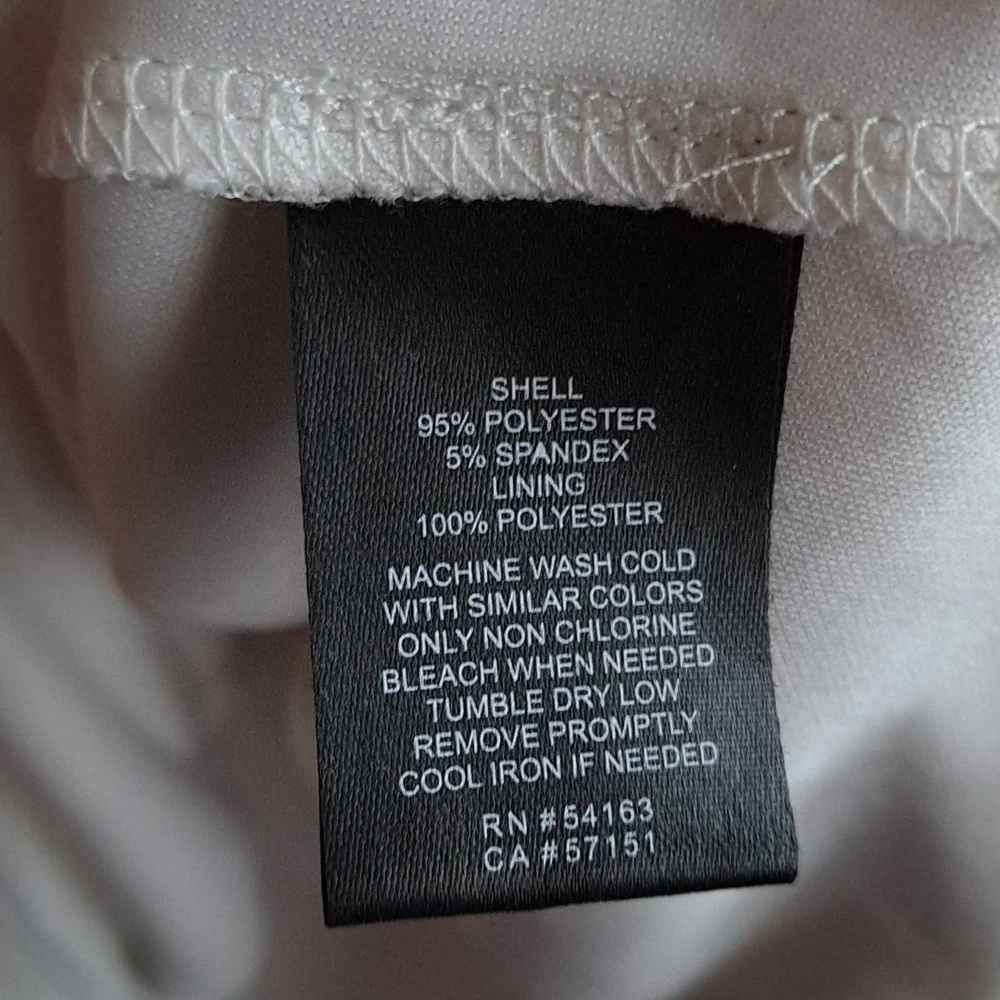 SHELL
95% POLYESTER
5% SPANDEX
LINING
100% POLYESTER
MACHINE WASH COLD
WITH SIMILAR COLORS
ONLY NON CHLORINE
BLEACH WHEN NEEDED
TUMBLE DRY LOW
REMOVE PROMPTLY
COOL IRON IF NEEDED
RN #54163
CA #57151